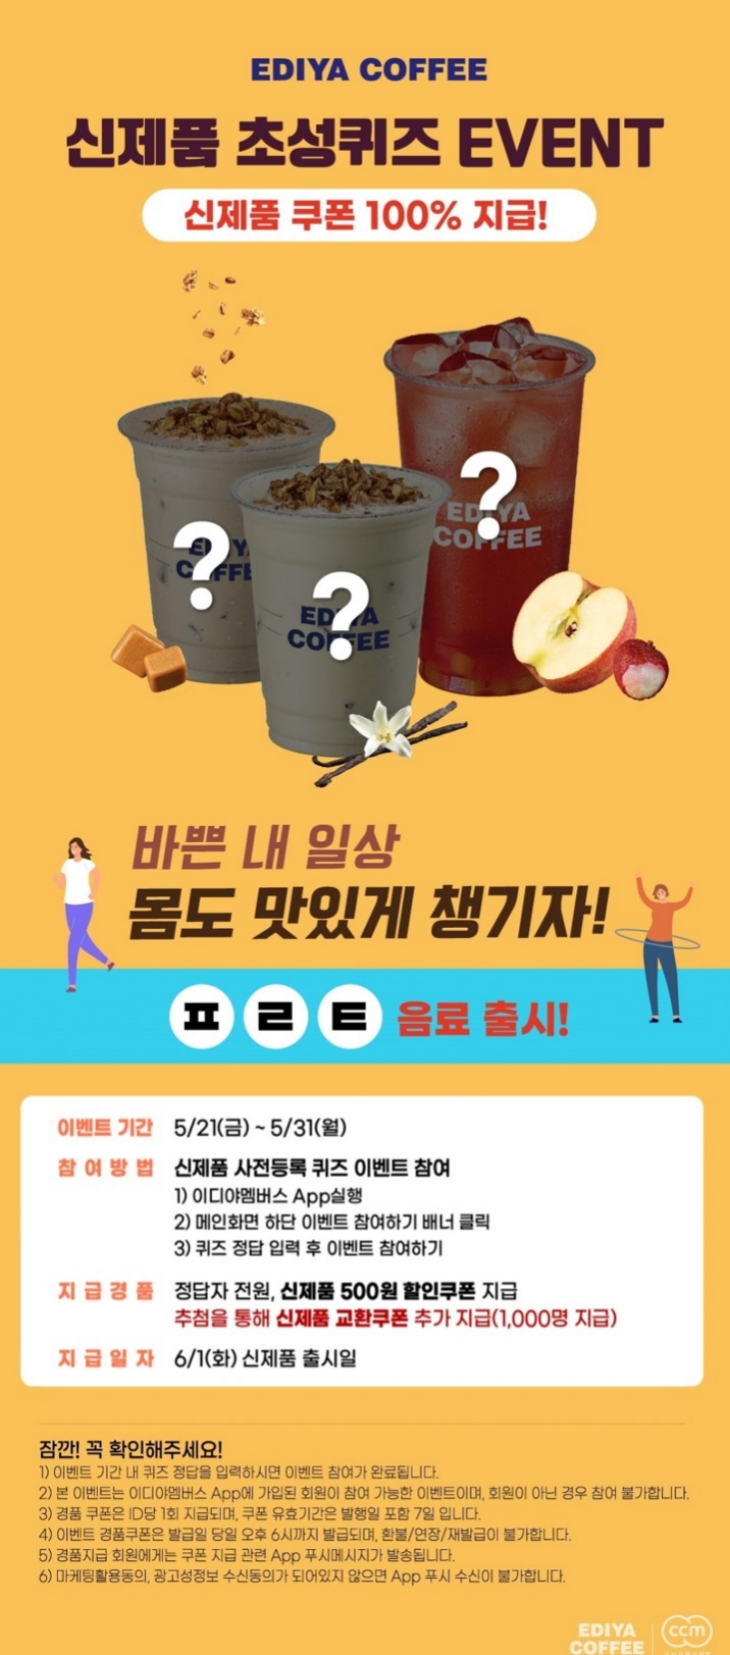 EDIYA COFFEE
신제품 초성퀴즈 EVENT
신제품 쿠폰 100% 지급!
?
EDIYA
COFFEE
?
?
EDIYA
COFFEE
바쁜 내 일상
몸도 맛있게 챙기자!
ㅍ ㄹ ㅌ 음료 출시!
이벤트 기간 5/21(금) ~ 5/31(월)
참 여 방 법 신제품 사전등록 퀴즈 이벤트 참여
1) 이디야멤버스 App실행
2) 메인화면 하단 이벤트 참여하기 배너 클릭
3) 퀴즈 정답 입력 후 이벤트 참여하기
지 급 경 품 정답자 전원, 신제품 500원 할인쿠폰 지급
추첨을 통해 신제품 교환쿠폰 추가 지급(1,000명 지급)
지 급 일 자 6/1(화) 신제품 출시일
잠깐! 꼭 확인해주세요!
1) 이벤트 기간 내 퀴즈 정답을 입력하시면 이벤트 참여가 완료됩니다.
2) 본 이벤트는 이디야멤버스 App에 가입된 회원이 참여 가능한 이벤트이며, 회원이 아닌 경우 참여 불가합니다.
3) 경품 쿠폰은 ID당 1회 지급되며, 쿠폰 유효기간은 발행일 포함 7일 입니다.
4) 이벤트 경품쿠폰은 발급일 당일 오후 6시까지 발급되며, 환불/연장/재발급이 불가합니다.
5) 경품지급 회원에게는 쿠폰 지급 관련 App 푸시메시지가 발송됩니다.
6) 마케팅활용동의, 광고성정보 수신동의가 되어있지 않으면 App 푸시 수신이 불가합니다.
EDIYA
COFFEE
ccm